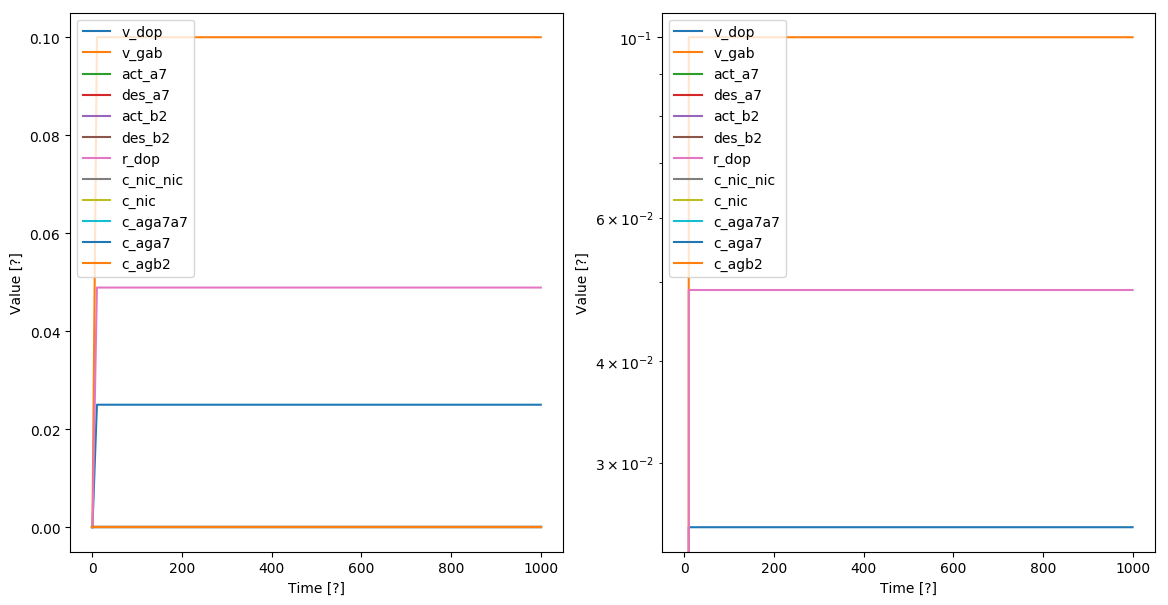 v_dop
v_gab
act_a7
des_a7
act_b2
des_b2
r_dop
c_nic_nic
c_nic
c_aga7a7
c_aga7
c_agb2
0.10
0.08
0.06
0.04
0.02
0.00
Value [?]
0
200
400
600
800
1000
Time [?]
v_dop
v_gab
act_a7
des_a7
act_b2
des_b2
r_dop
c_nic_nic
c_nic
c_aga7a7
c_aga7
c_agb2
10⁻¹
6 × 10⁻²
4 × 10⁻²
3 × 10⁻²
Value [?]
0
200
400
600
800
1000
Time [?]